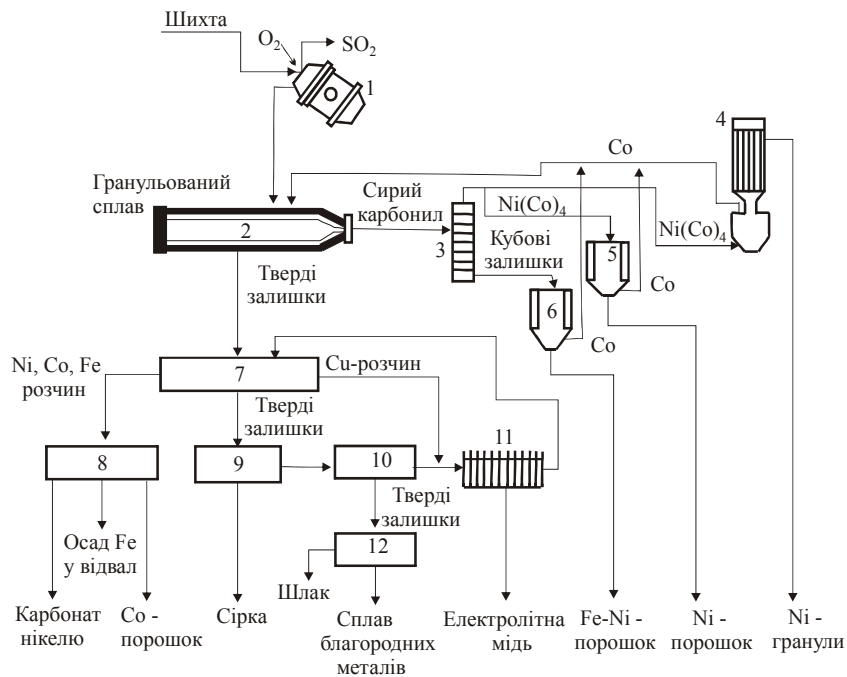 Шихта
O₂
SO₂
1
4
Co
Гранульований
сплав
Сирий
карбонил
2
3
Ni(Co)₄
Ni(Co)₄
Кубові
залишки
5
Co
6
Co
Тверді
залишки
Ni, Co, Fe
розчин
7
Cu-розчин
Тверді
залишки
11
8
9
10
Тверді
залишки
12
Осад Fe
у відвал
Шлак
Карбонат
нікелю
Co -
порошок
Сірка
Сплав
благородних
металів
Електролітна
мідь
Fe-Ni -
порошок
Ni -
порошок
Ni -
гранули